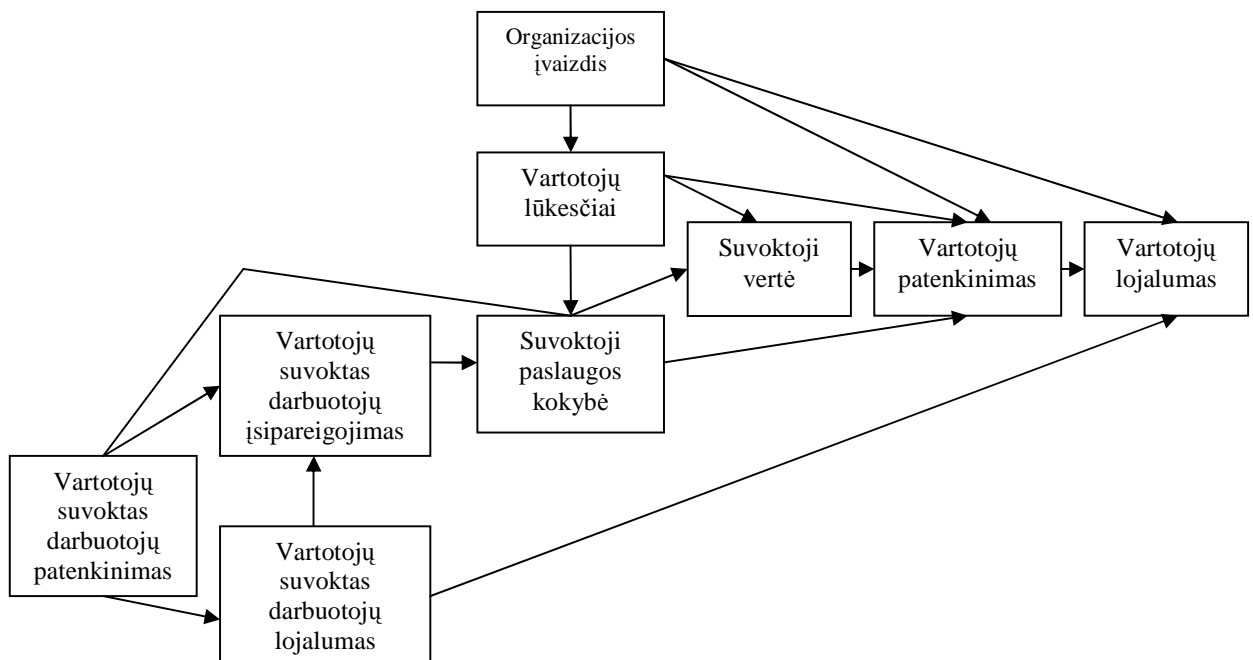 Organizacijos
įvaizdis
Vartotojų
lūkesčiai
Suvoktoji
vertė
Vartotojų
patenkinimas
Vartotojų
lojalumas
Vartotojų
suvoktas
darbuotojų
įsipareigojimas
Suvoktoji
paslaugos
kokybė
Vartotojų
suvoktas
darbuotojų
patenkinimas
Vartotojų
suvoktas
darbuotojų
lojalumas